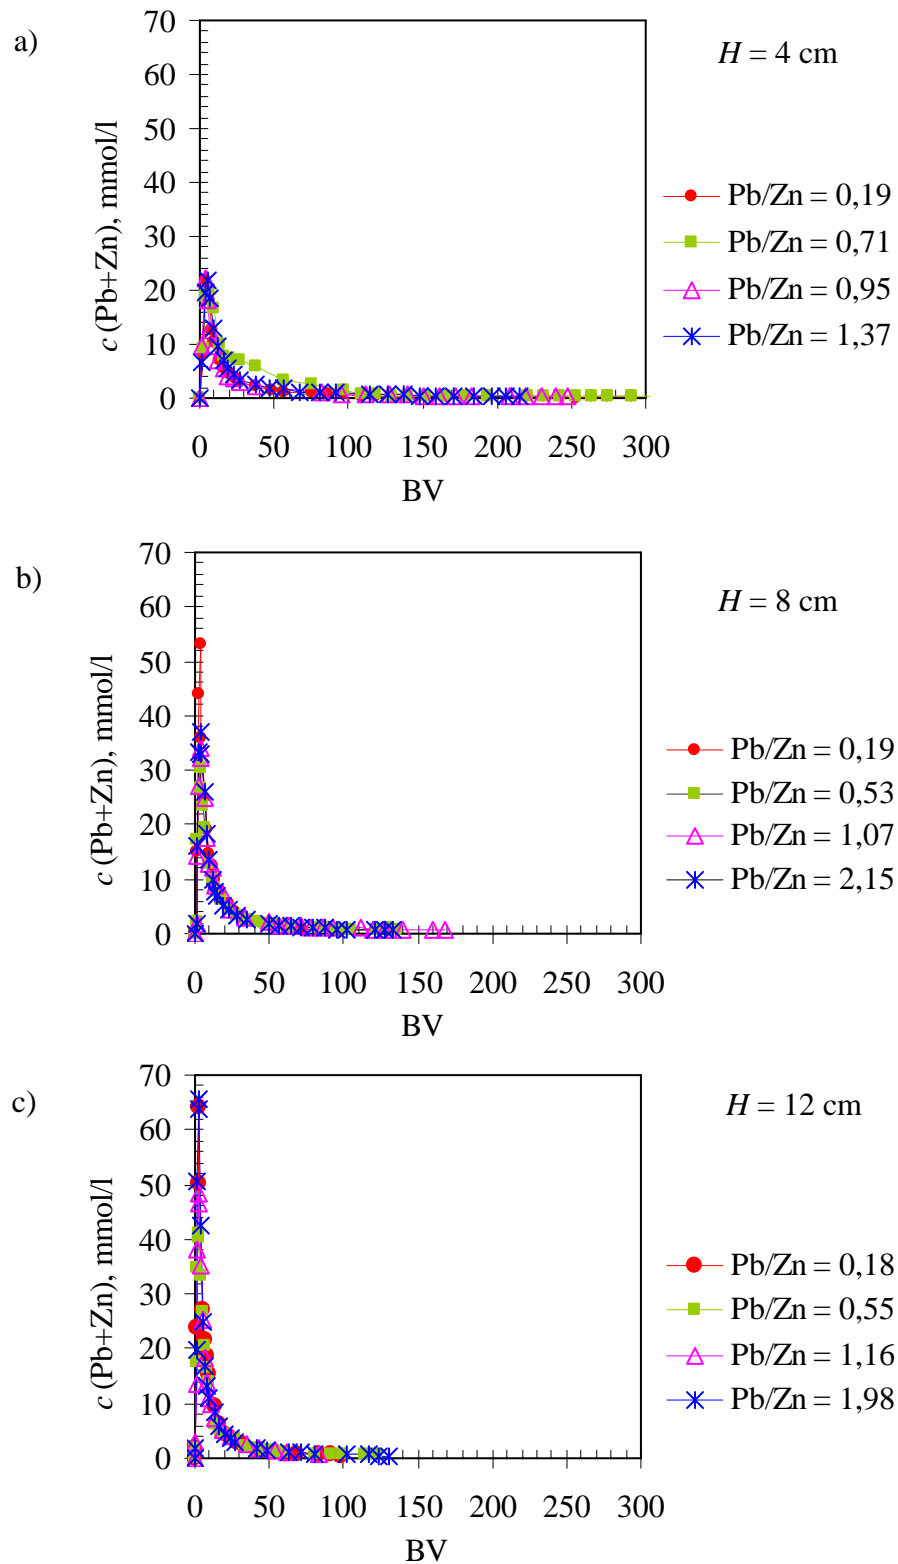 a)
H = 4 cm
c (Pb+Zn), mmol/l
70
60
50
40
30
20
10
0
0 50 100 150 200 250 300
BV
Pb/Zn = 0,19
Pb/Zn = 0,71
Pb/Zn = 0,95
Pb/Zn = 1,37
b)
H = 8 cm
c (Pb+Zn), mmol/l
70
60
50
40
30
20
10
0
0 50 100 150 200 250 300
BV
Pb/Zn = 0,19
Pb/Zn = 0,53
Pb/Zn = 1,07
Pb/Zn = 2,15
c)
H = 12 cm
c (Pb+Zn), mmol/l
70
60
50
40
30
20
10
0
0 50 100 150 200 250 300
BV
Pb/Zn = 0,18
Pb/Zn = 0,55
Pb/Zn = 1,16
Pb/Zn = 1,98